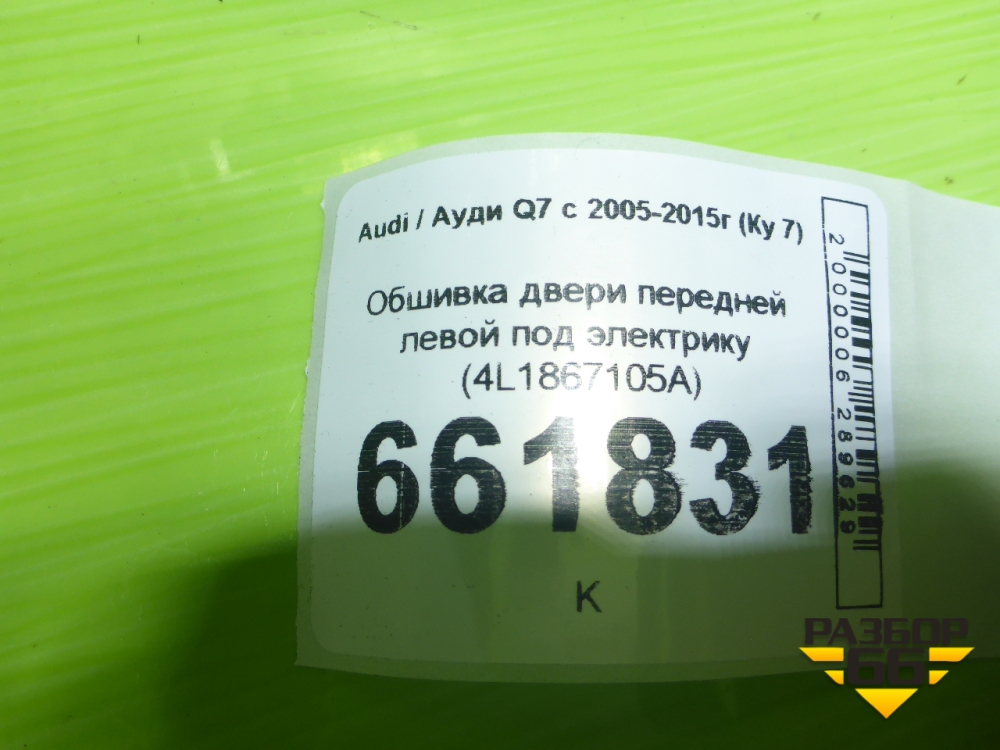 Audi / Ауди Q7 с 2005-2015г (Ку 7)
Обшивка двери передней
левой под электрику
(4L1867105A)
661831
К
2000006289629
РАЗБОР
66